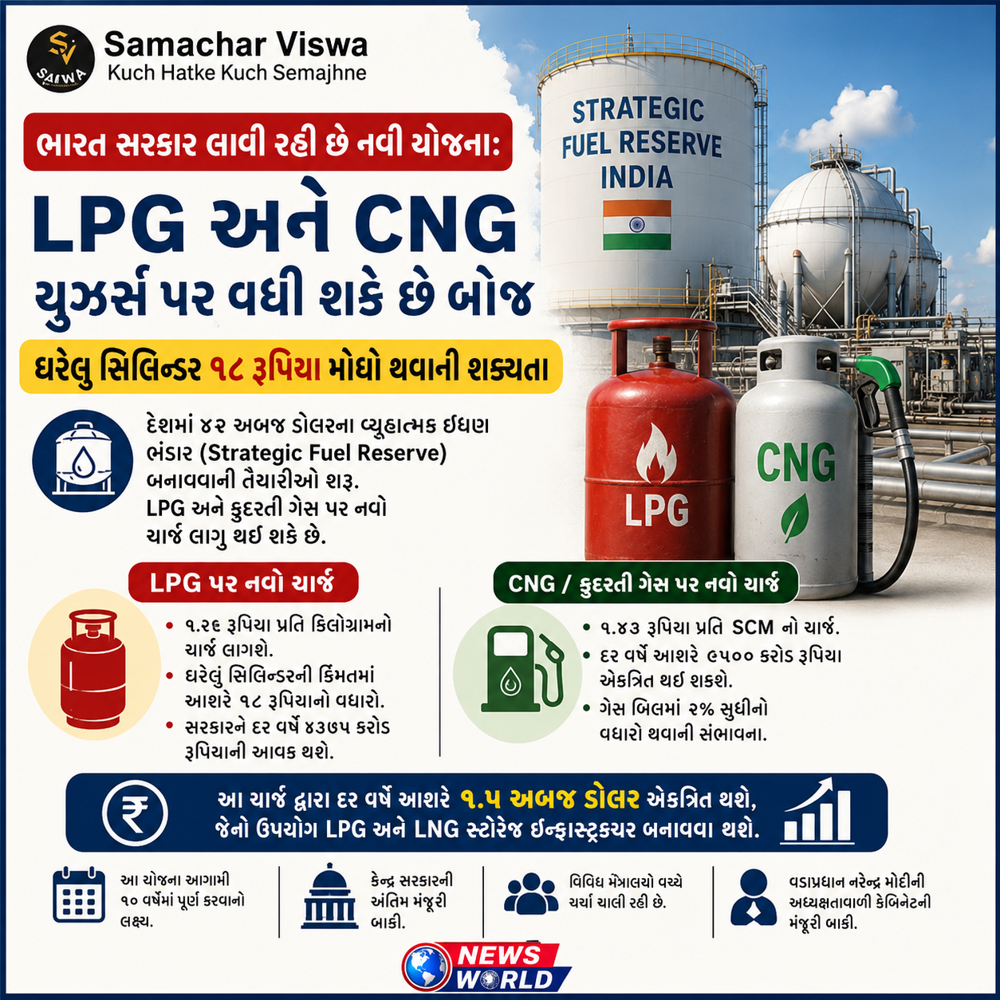 SV
SAIWA
Samachar Viswa
Kuch Hatke Kuch Semajhne
STRATEGIC
FUEL RESERVE
INDIA
ભારત સરકાર લાવી રહી છે નવી યોજના:
LPG અને CNG
યુઝર્સ પર વધી શકે છે બોજ
ઘરેલુ સિલિન્ડર ૧૮ રૂપિયા મોઘો થવાની શક્યતા
દેશમાં ૪૨ અબજ ડોલરના વ્યૂહાત્મક ઈઘણ
ભંડાર (Strategic Fuel Reserve)
બનાવવાની તૈયારીઓ શરૂ.
LPG અને કુદરતી ગેસ પર નવો
ચાર્જ લાગુ થઈ શકે છે.
LPG
CNG
LPG પર નવો ચાર્જ
• ૧.૨૯ રૂપિયા પ્રતિ કિલોગ્રામનો
ચાર્જ લાગશે.
• ઘરેલું સિલિન્ડરની કિંમતમાં
આશરે ૧૮ રૂપિયાનો વધારો.
• સરકારને દર વર્ષે ૪૩૭૫ કરોડ
રૂપિયાની આવક થશે.
CNG / કુદરતી ગેસ પર નવો ચાર્જ
• ૧.૪૩ રૂપિયા પ્રતિ SCM નો ચાર્જ.
• દર વર્ષે આશરે ૯૫૦૦ કરોડ રૂપિયા
એકત્રિત થઈ શકશે.
• ગેસ બિલમાં ૨% સુધીનો
વધારો થવાની સંભાવના.
આ ચાર્જ દ્વારા દર વર્ષે આશરે ૧.૫ અબજ ડોલર એકત્રિત થશે,
જેનો ઉપયોગ LPG અને LNG સ્ટોરેજ ઇન્ફાસ્ટ્રક્ચર બનાવવા થશે.
આ યોજના આગામી
૧૦ વર્ષમાં પૂર્ણ કરવાનો
લક્ષ્ય.
કેન્દ્ર સરકારની
અંતિમ મંજૂરી
બાકી.
વિવિધ મંત્રાલયો વચ્ચે
ચર્ચા ચાલી રહી છે.
વડાપ્રધાન નરેન્દ્ર મોદીની
અધ્યક્ષતાવાળી કેબિનેટની
મંજૂરી બાકી.
NEWS
WORLD